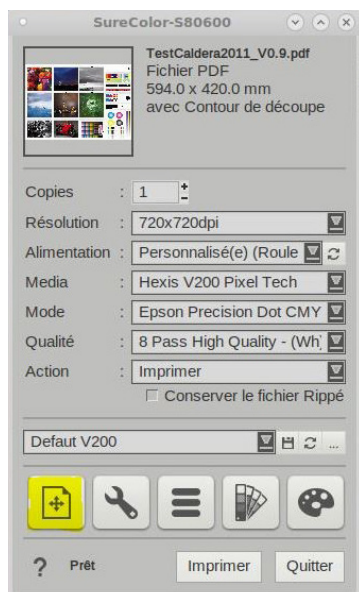 SureColor-S80600
TestCaldera2011_V0.9.pdf
Fichier PDF
594.0 x 420.0 mm
avec Contour de découpe
Copies : 1
Résolution : 720x720dpi
Alimentation : Personnalisé(e) (Roule
Media : Hexis V200 Pixel Tech
Mode : Epson Precision Dot CMY
Qualité : 8 Pass High Quality - (Wh
Action : Imprimer
Conserver le fichier Rippé
Defaut V200
...
? Prêt Imprimer Quitter